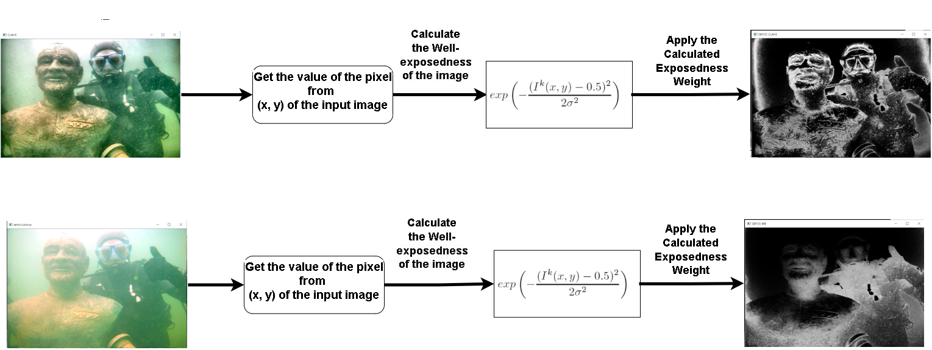 Calculate
the Well-
exposedness
of the image
Apply the
Calculated
Exposedness
Weight
Get the value of the pixel
from
(x, y) of the input image
exp(-(I^k(x, y) − 0.5)^2 / 2σ^2)
Calculate
the Well-
exposedness
of the image
Apply the
Calculated
Exposedness
Weight
Get the value of the pixel
from
(x, y) of the input image
exp(-(I^k(x, y) − 0.5)^2 / 2σ^2)